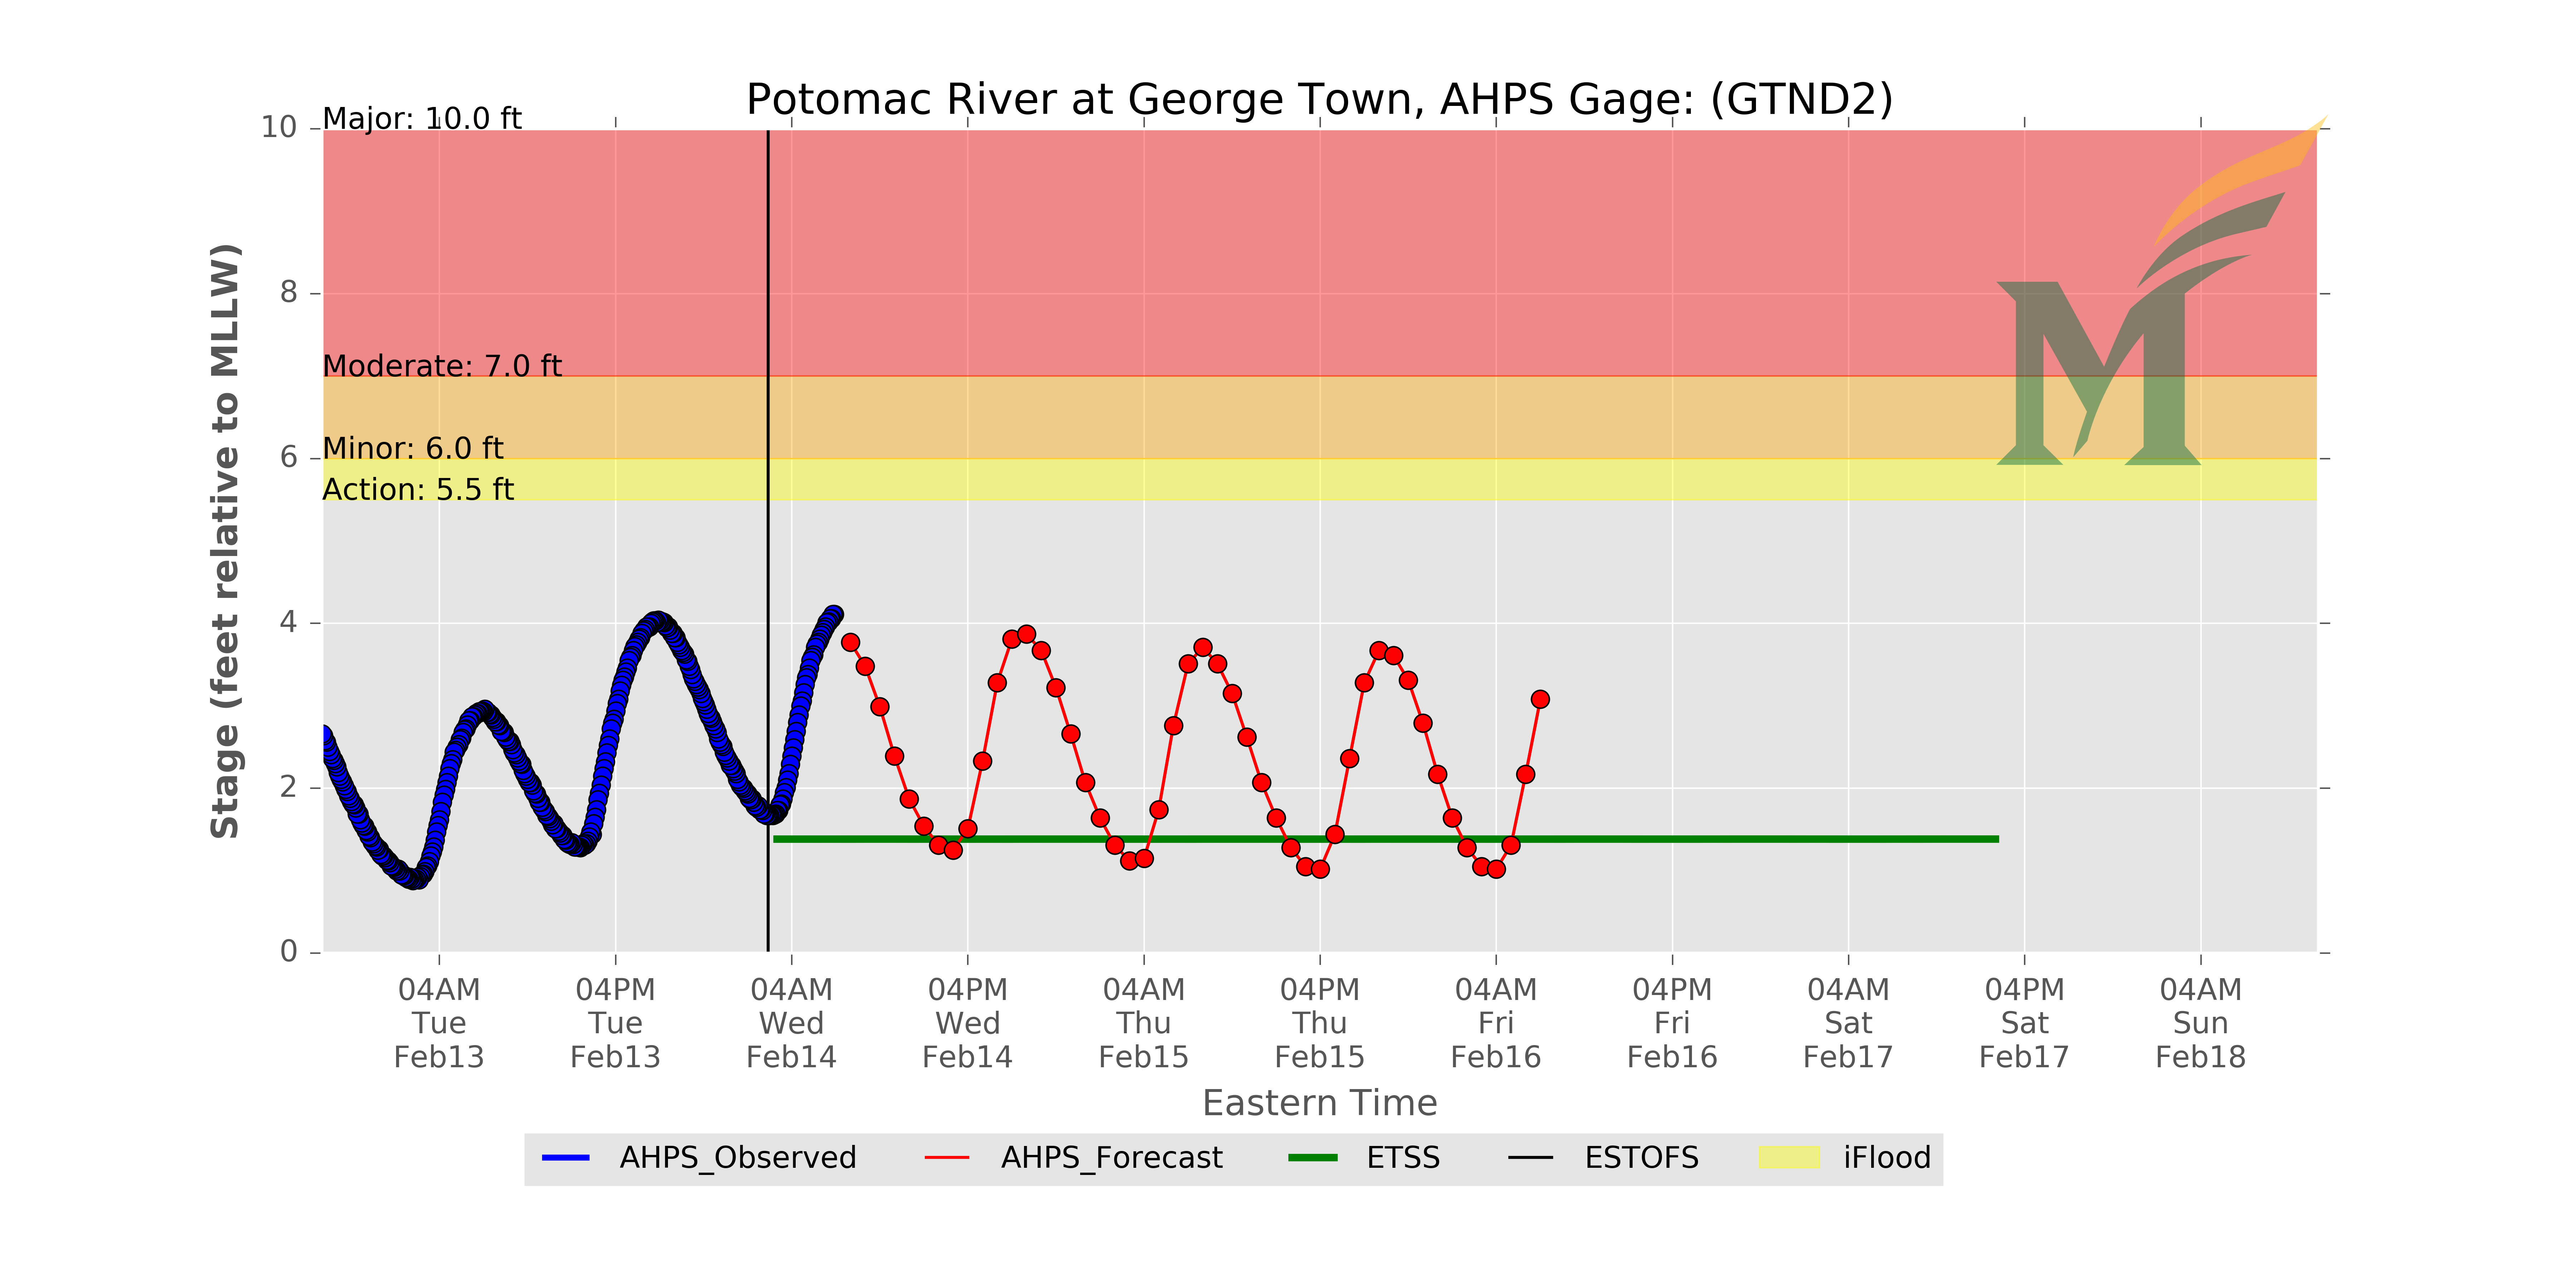 Potomac River at George Town, AHPS Gage: (GTND2)
Major: 10.0 ft
Moderate: 7.0 ft
Minor: 6.0 ft
Action: 5.5 ft
10
8
6
4
2
0
Stage (feet relative to MLLW)
04AM 04PM 04AM 04PM 04AM 04PM 04AM 04PM 04AM 04PM 04AM
Tue Tue Wed Wed Thu Thu Fri Fri Sat Sat Sun
Feb13 Feb13 Feb14 Feb14 Feb15 Feb15 Feb16 Feb16 Feb17 Feb17 Feb18
Eastern Time
AHPS_Observed AHPS_Forecast ETSS ESTOFS iFlood